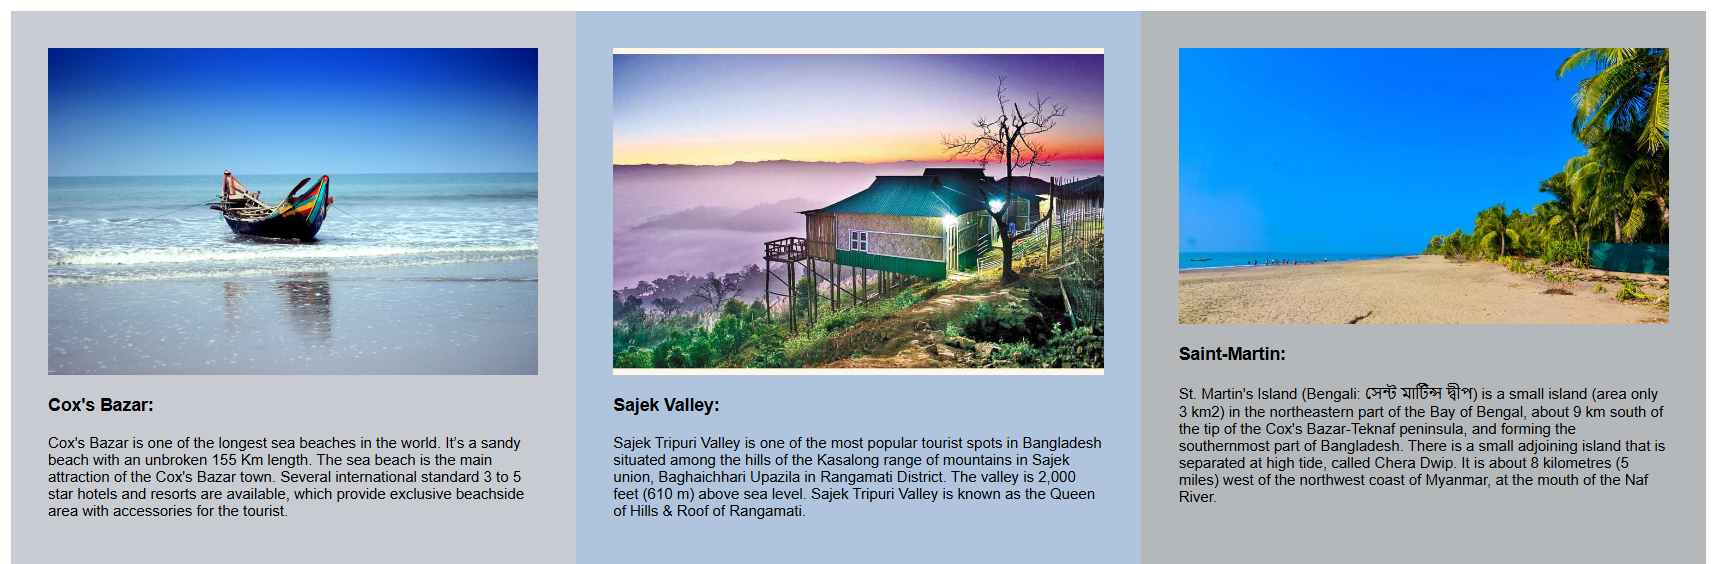 Cox's Bazar:
Cox's Bazar is one of the longest sea beaches in the world. It’s a sandy
beach with an unbroken 155 Km length. The sea beach is the main
attraction of the Cox's Bazar town. Several international standard 3 to 5
star hotels and resorts are available, which provide exclusive beachside
area with accessories for the tourist.
Sajek Valley:
Sajek Tripuri Valley is one of the most popular tourist spots in Bangladesh
situated among the hills of the Kasalong range of mountains in Sajek
union, Baghaichhari Upazila in Rangamati District. The valley is 2,000
feet (610 m) above sea level. Sajek Tripuri Valley is known as the Queen
of Hills & Roof of Rangamati.
Saint-Martin:
St. Martin's Island (Bengali: সেন্ট মার্টিন্স দ্বীপ) is a small island (area only
3 km2) in the northeastern part of the Bay of Bengal, about 9 km south of
the tip of the Cox's Bazar-Teknaf peninsula, and forming the
southernmost part of Bangladesh. There is a small adjoining island that is
separated at high tide, called Chera Dwip. It is about 8 kilometres (5
miles) west of the northwest coast of Myanmar, at the mouth of the Naf
River.